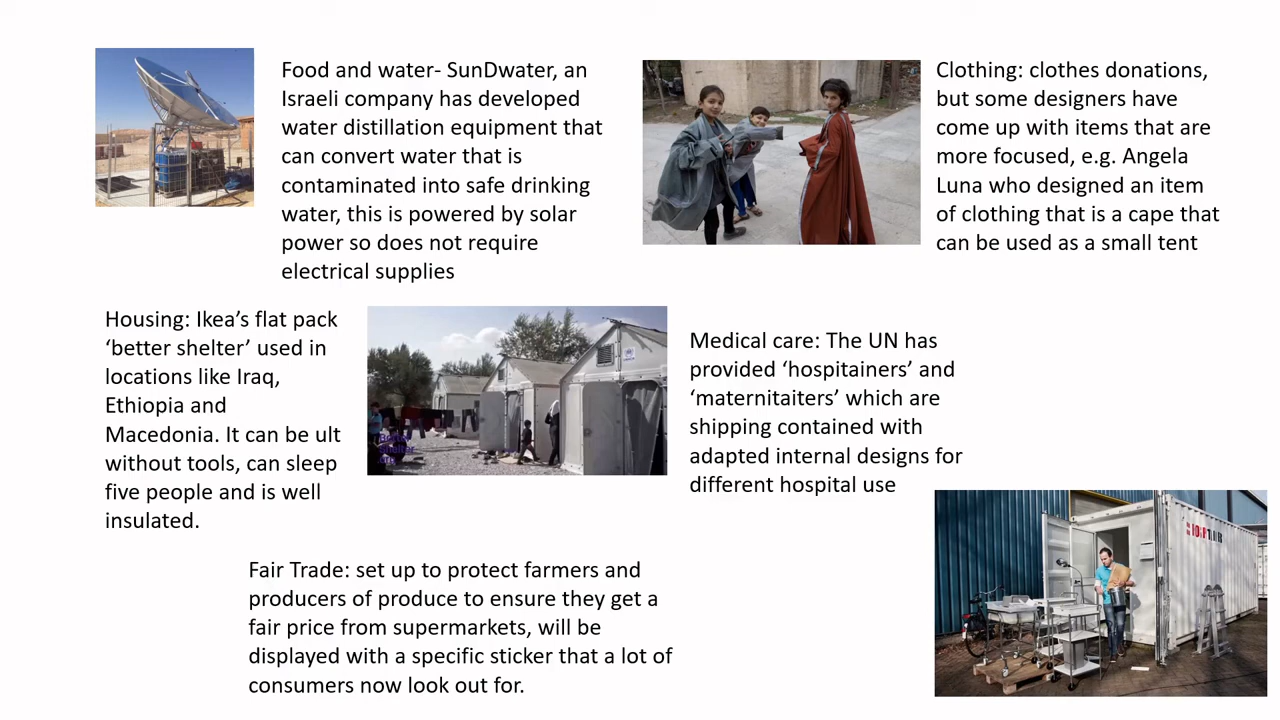 Food and water- SunDwater, an
Israeli company has developed
water distillation equipment that
can convert water that is
contaminated into safe drinking
water, this is powered by solar
power so does not require
electrical supplies
Clothing: clothes donations,
but some designers have
come up with items that are
more focused, e.g. Angela
Luna who designed an item
of clothing that is a cape that
can be used as a small tent
Housing: Ikea’s flat pack
‘better shelter’ used in
locations like Iraq,
Ethiopia and
Macedonia. It can be ult
without tools, can sleep
five people and is well
insulated.
Better
Shelter
org
Medical care: The UN has
provided ‘hospitainers’ and
‘maternitaiters’ which are
shipping contained with
adapted internal designs for
different hospital use
Fair Trade: set up to protect farmers and
producers of produce to ensure they get a
fair price from supermarkets, will be
displayed with a specific sticker that a lot of
consumers now look out for.